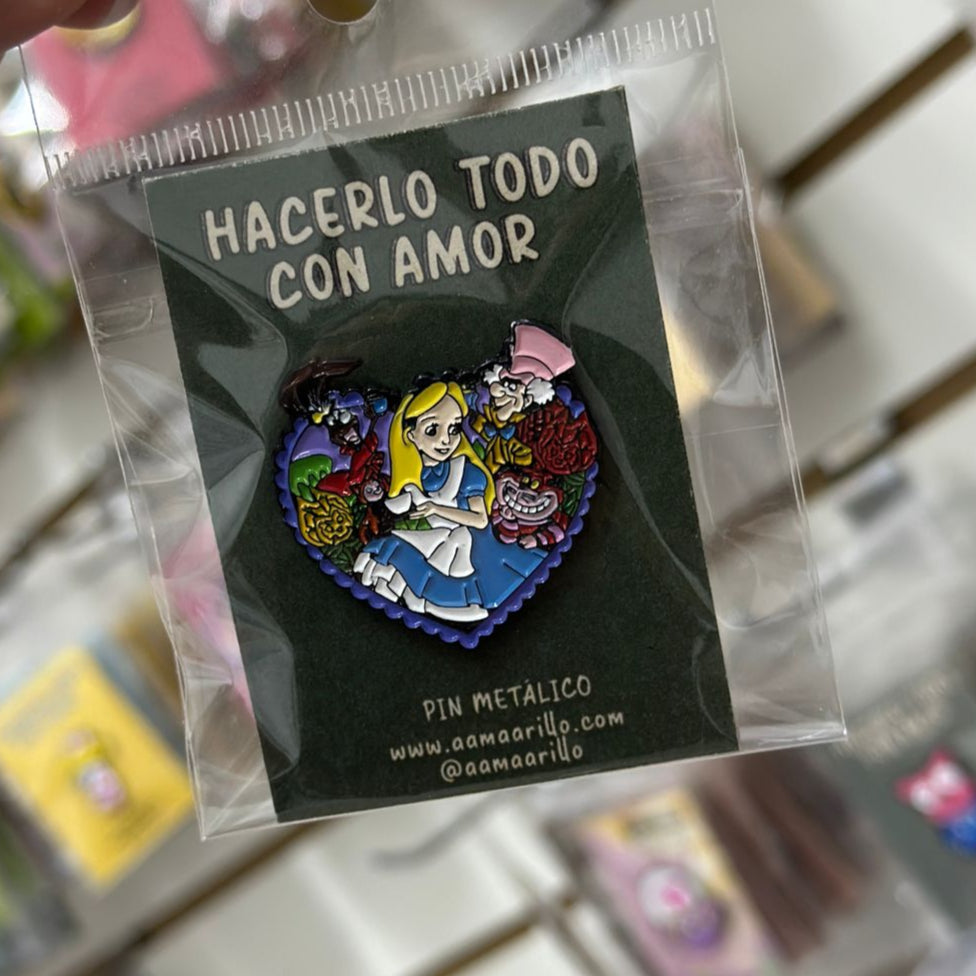 HACERLO TODO
CON AMOR
PIN METÁLICO
www.aamaarillo.com
@aamaarillo